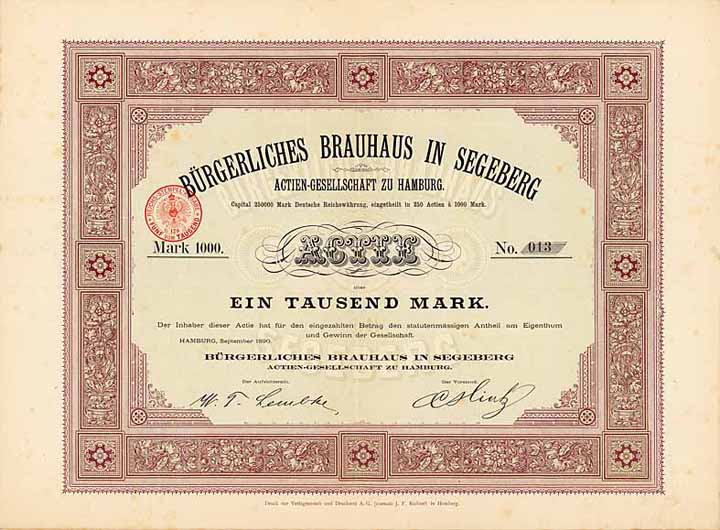 BÜRGERLICHES BRAUHAUS IN SEGEBERG
ACTIEN-GESELLSCHAFT ZU HAMBURG.
Capital 250000 Mark Deutsche Reichswährung, eingetheilt in 250 Actien à 1000 Mark.
FÜNF VOM TAUSEND
Mark 1000.
ACTIE
No. 013
über
EIN TAUSEND MARK.
Der Inhaber dieser Actie hat für den eingezahlten Betrag den statutenmässigen Antheil am Eigenthum
und Gewinn der Gesellschaft.
HAMBURG, September 1890.
BÜRGERLICHES BRAUHAUS IN SEGEBERG
ACTIEN-GESELLSCHAFT ZU HAMBURG.
Der Aufsichtsrath.
Der Vorstand.
Druck der Verlagsanstalt und Druckerei A.-G. (vormals J. F. Richter) in Hamburg.